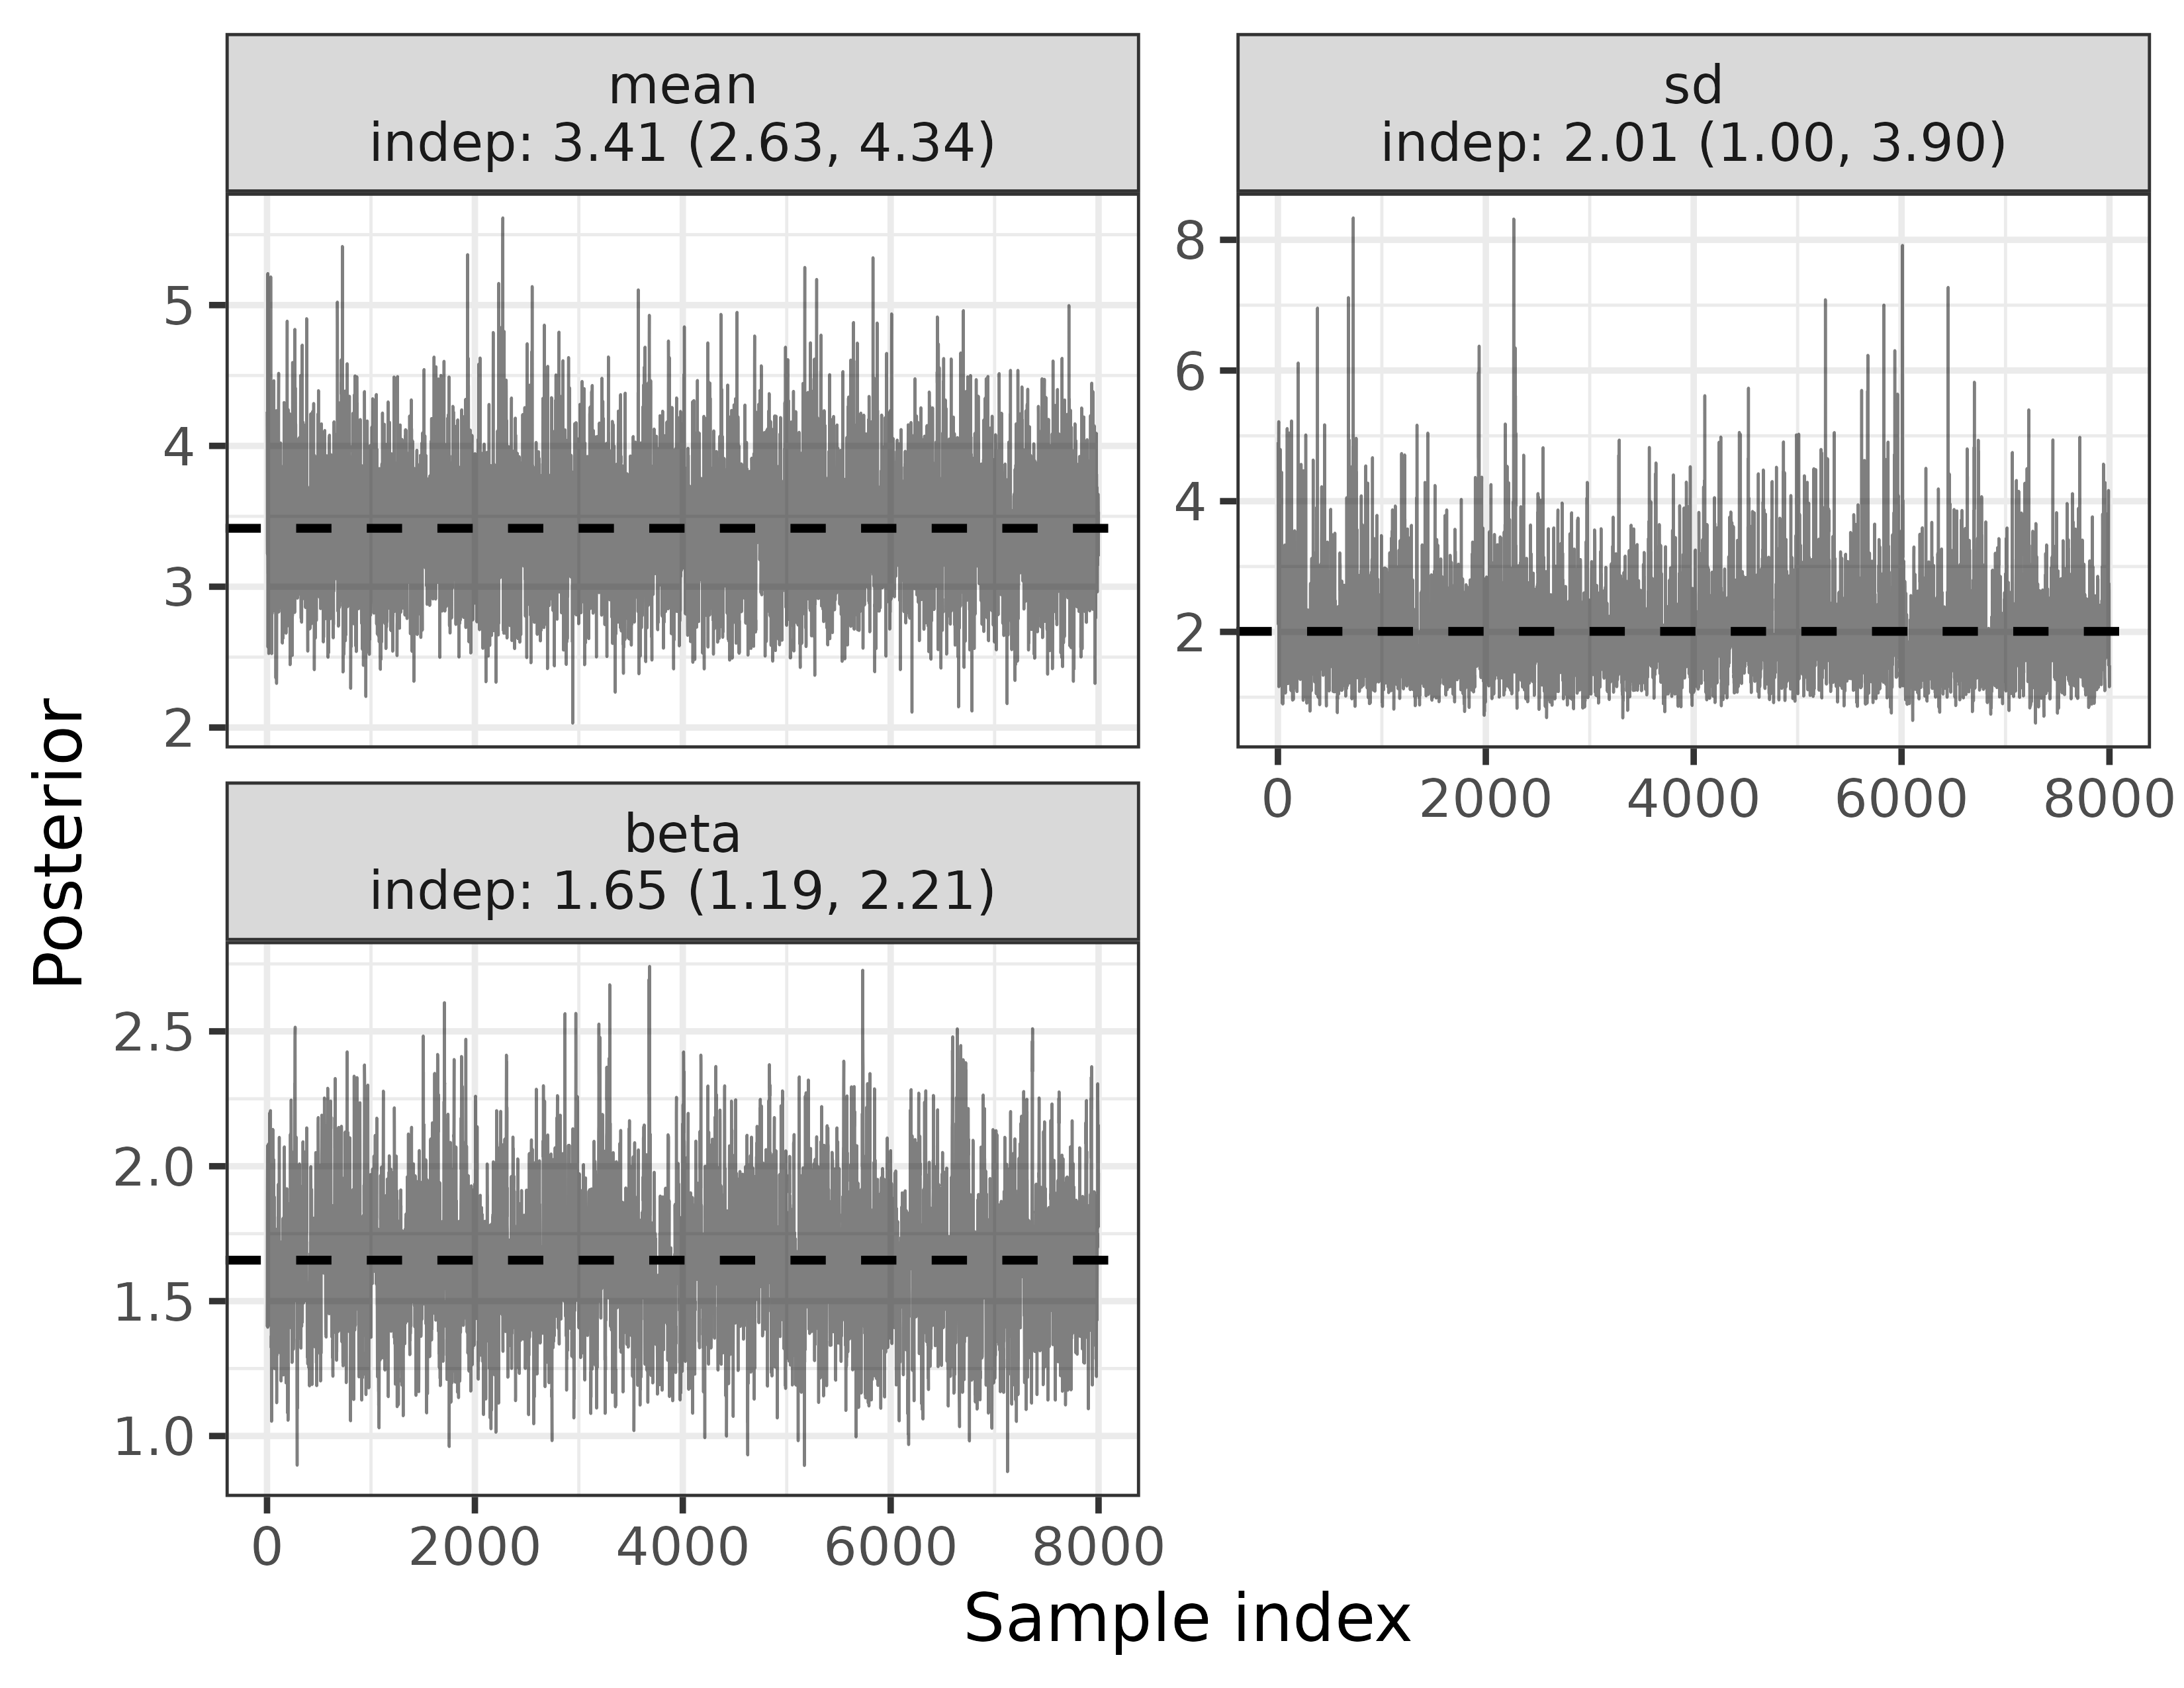 mean
indep: 3.41 (2.63, 4.34)
5
4
3
2
sd
indep: 2.01 (1.00, 3.90)
8
6
4
2
0 2000 4000 6000 8000
beta
indep: 1.65 (1.19, 2.21)
2.5
2.0
1.5
1.0
0 2000 4000 6000 8000
Posterior
Sample index